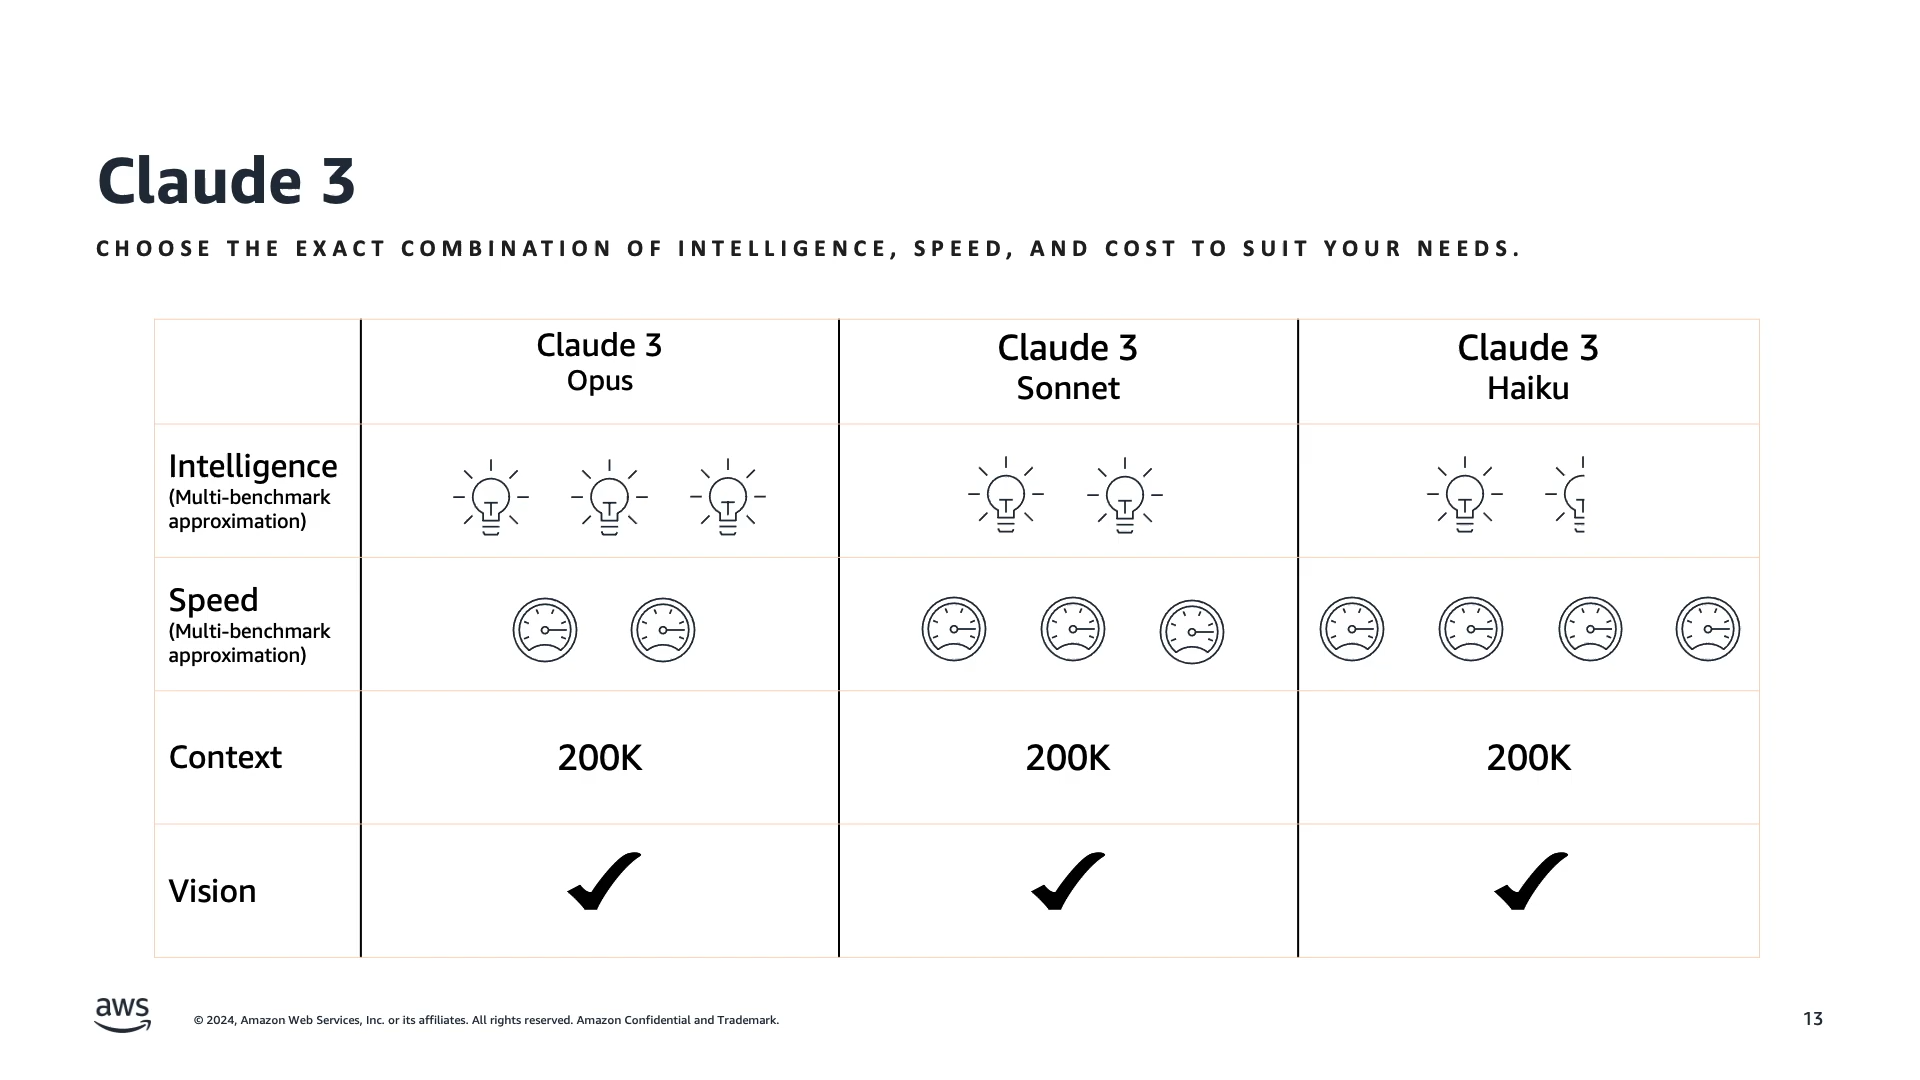 Claude 3
CHOOSE THE EXACT COMBINATION OF INTELLIGENCE, SPEED, AND COST TO SUIT YOUR NEEDS.
Claude 3
Opus
Claude 3
Sonnet
Claude 3
Haiku
Intelligence
(Multi-benchmark
approximation)
Speed
(Multi-benchmark
approximation)
Context
200K
200K
200K
Vision
aws
© 2024, Amazon Web Services, Inc. or its affiliates. All rights reserved. Amazon Confidential and Trademark.
13